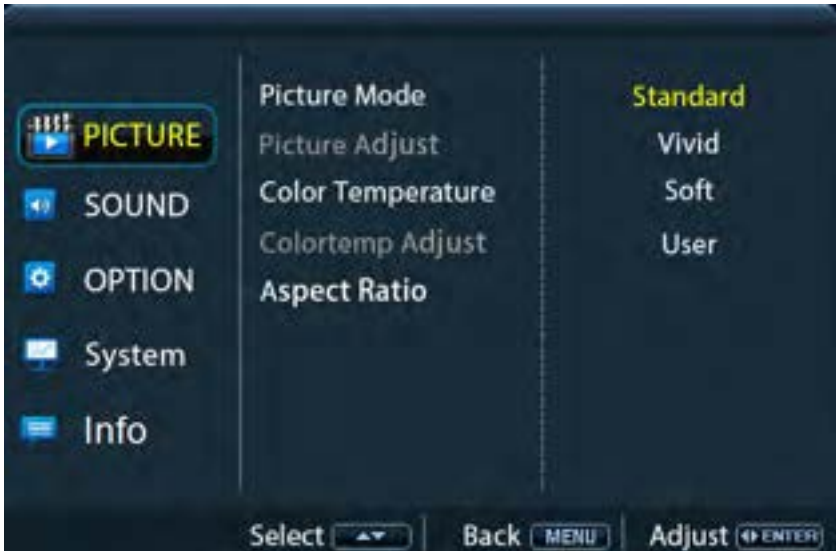 PICTURE
SOUND
OPTION
System
Info
Picture Mode
Picture Adjust
Color Temperature
Colortemp Adjust
Aspect Ratio
Standard
Vivid
Soft
User
Select Back MENU Adjust ENTER